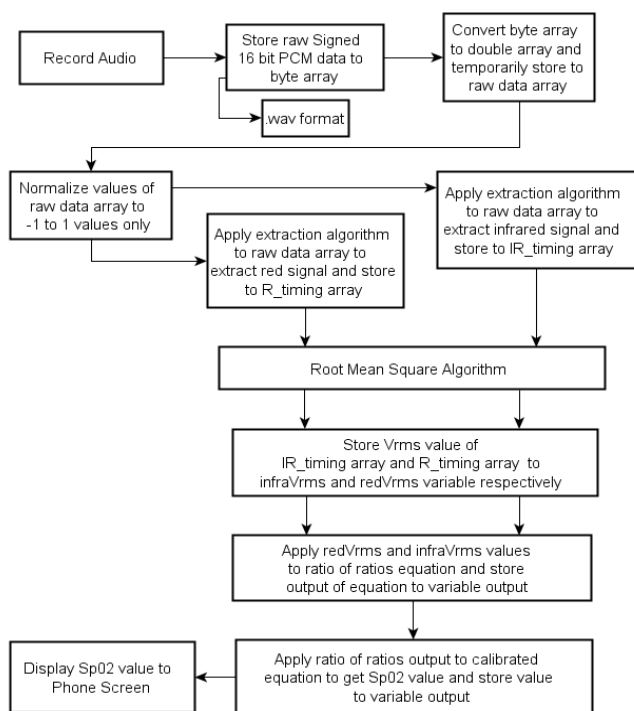 Record Audio
Store raw Signed
16 bit PCM data to
byte array
.wav format
Convert byte array
to double array and
temporarily store to
raw data array
Normalize values of
raw data array to
-1 to 1 values only
Apply extraction algorithm
to raw data array to
extract red signal and store
to R_timing array
Apply extraction algorithm
to raw data array to
extract infrared signal and
store to IR_timing array
Root Mean Square Algorithm
Store Vrms value of
IR_timing array and R_timing array to
infraVrms and redVrms variable respectively
Apply redVrms and infraVrms values
to ratio of ratios equation and store
output of equation to variable output
Apply ratio of ratios output to calibrated
equation to get Sp02 value and store value
to variable output
Display Sp02 value to
Phone Screen